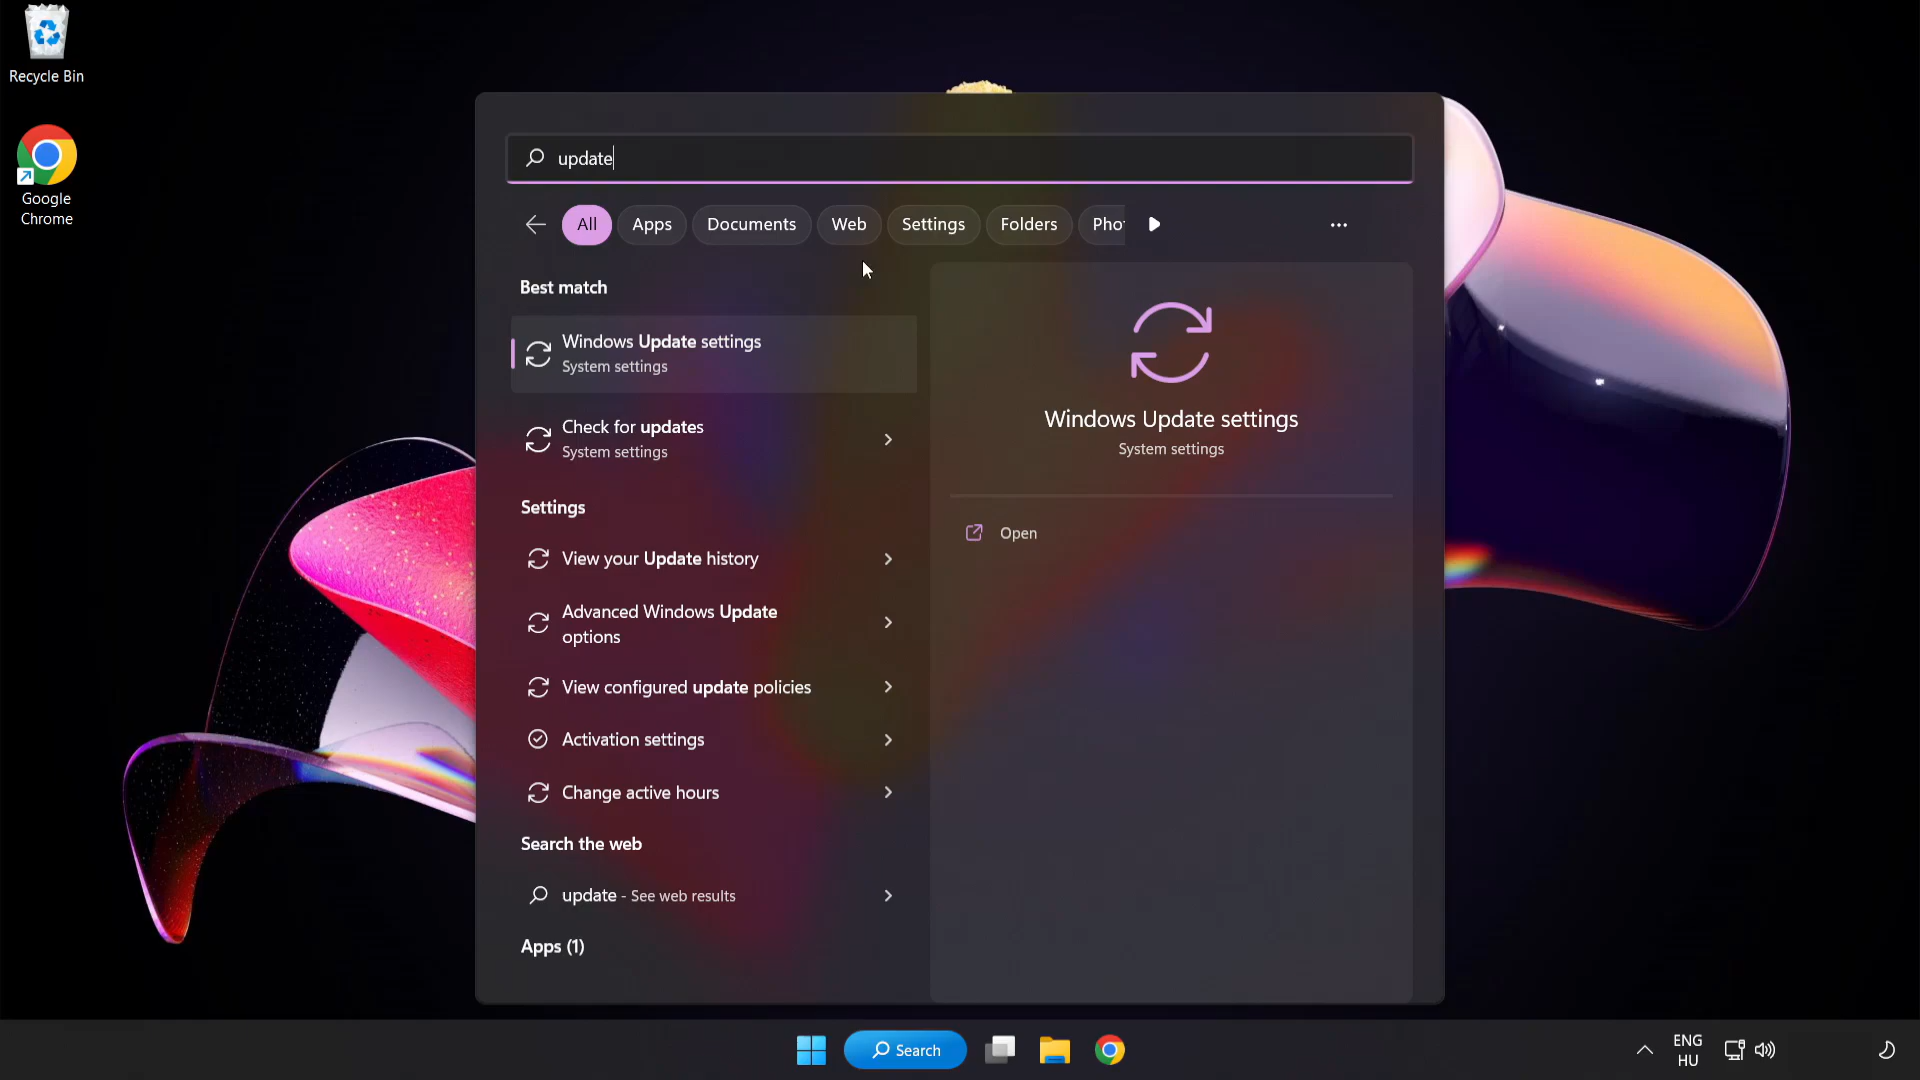 Recycle Bin
Google
Chrome
update
All
Apps
Documents
Web
Settings
Folders
Pho
Best match
Windows Update settings
System settings
Check for updates
System settings
Settings
View your Update history
Advanced Windows Update
options
View configured update policies
Activation settings
Change active hours
Search the web
update - See web results
Apps (1)
Windows Update settings
System settings
Open
Search
ENG
HU